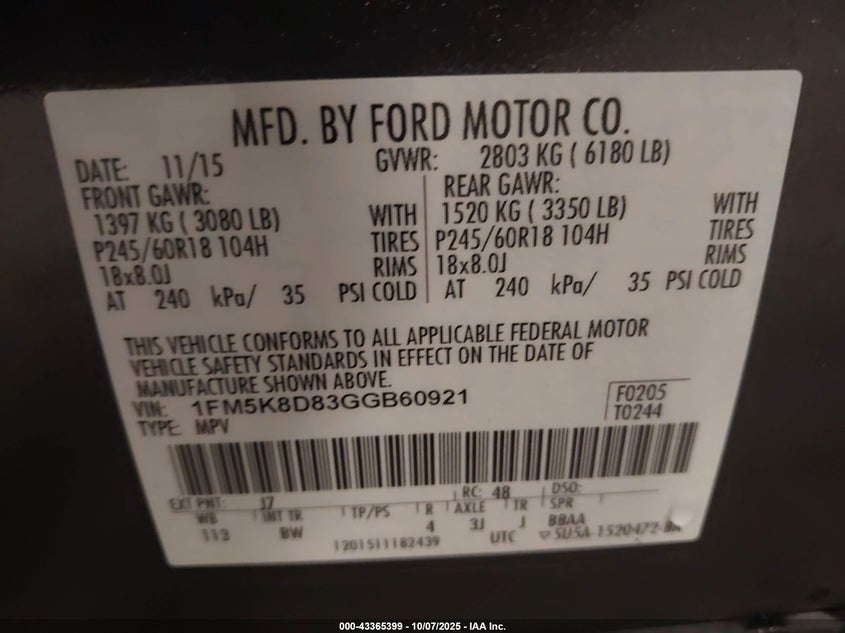 MFD. BY FORD MOTOR CO.
DATE: 11/15 GVWR: 2803 KG ( 6180 LB)
FRONT GAWR: REAR GAWR:
1397 KG ( 3080 LB) WITH 1520 KG ( 3350 LB) WITH
P245/60R18 104H TIRES P245/60R18 104H TIRES
18x8.0J RIMS 18x8.0J RIMS
AT 240 kPa/ 35 PSI COLD AT 240 kPa/ 35 PSI COLD
THIS VEHICLE CONFORMS TO ALL APPLICABLE FEDERAL MOTOR
VEHICLE SAFETY STANDARDS IN EFFECT ON THE DATE OF
MANUFACTURE SHOWN ABOVE.
VIN: 1FM5K8D83GGB60921 F0205
TYPE: MPV T0244
EXT PNT: J7 RC: 48 DSO:
WB INT TR TP/PS R AXLE TR SPR
113 BW 4 3J J BBAA
1201511182439 UTC
000-43365399 - 10/07/2025 - IAA Inc.